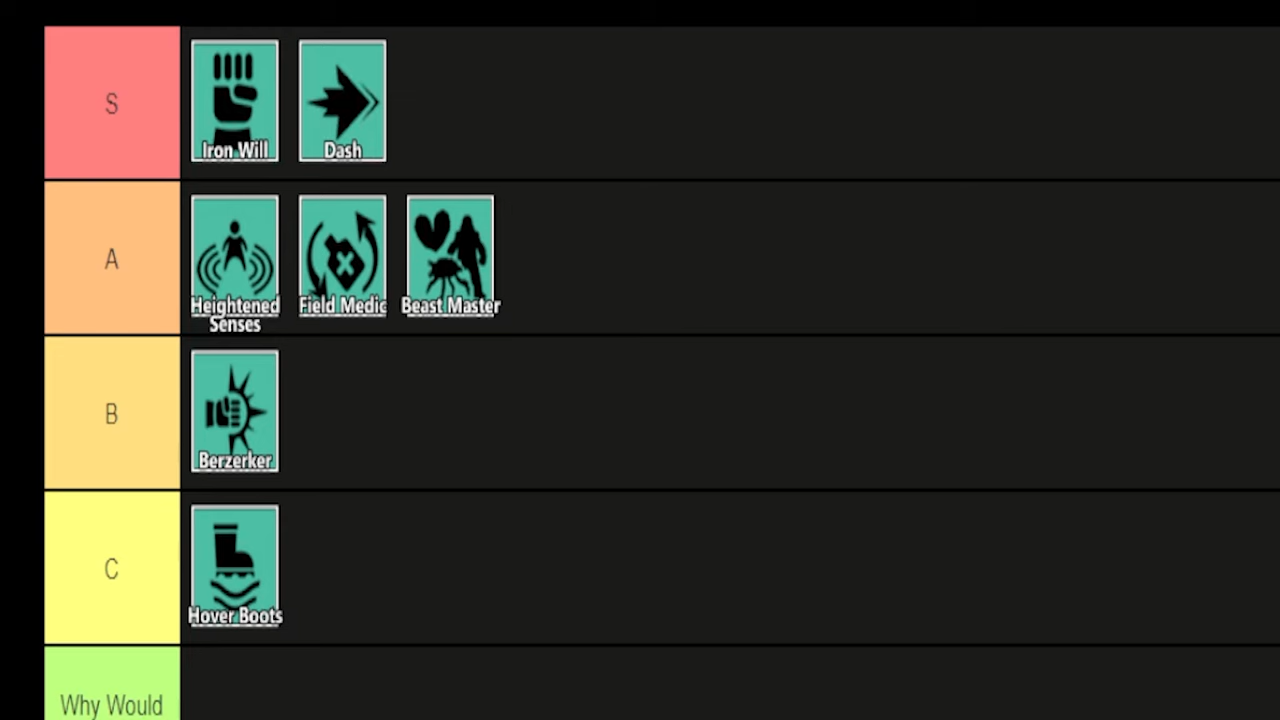 S
Iron Will
Dash
A
Heightened
Senses
Field Medic
Beast Master
B
Berzerker
C
Hover Boots
Why Would